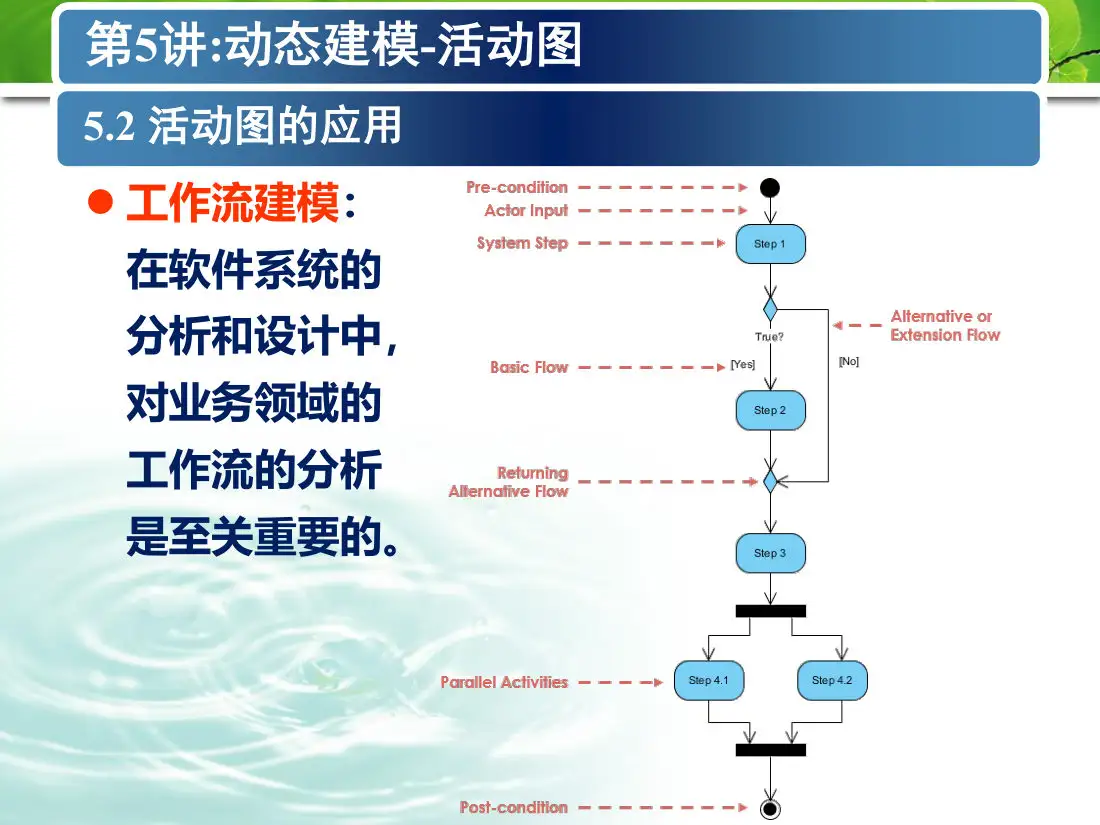 第5讲:动态建模-活动图
5.2 活动图的应用
工作流建模：
在软件系统的
分析和设计中，
对业务领域的
工作流的分析
是至关重要的。
Pre-condition
Actor Input
System Step
Step 1
Alternative or
Extension Flow
True?
Basic Flow
[Yes]
[No]
Step 2
Returning
Alternative Flow
Step 3
Parallel Activities
Step 4.1
Step 4.2
Post-condition